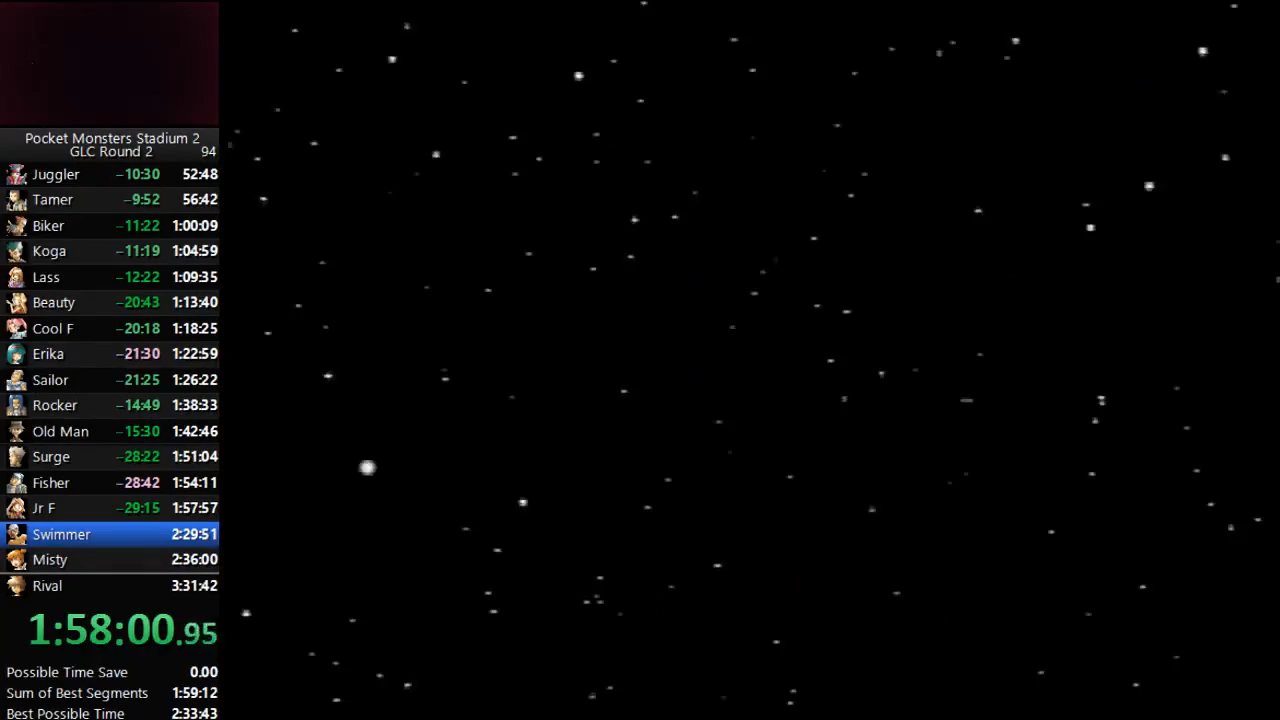 Pocket Monsters Stadium 2
GLC Round 2 94
Juggler −10:30 52:48
Tamer −9:52 56:42
Biker −11:22 1:00:09
Koga −11:19 1:04:59
Lass −12:22 1:09:35
Beauty −20:43 1:13:40
Cool F −20:18 1:18:25
Erika −21:30 1:22:59
Sailor −21:25 1:26:22
Rocker −14:49 1:38:33
Old Man −15:30 1:42:46
Surge −28:22 1:51:04
Fisher −28:42 1:54:11
Jr F −29:15 1:57:57
Swimmer 2:29:51
Misty 2:36:00
Rival 3:31:42
1:58:00.95
Possible Time Save 0.00
Sum of Best Segments 1:59:12
Best Possible Time 2:33:43